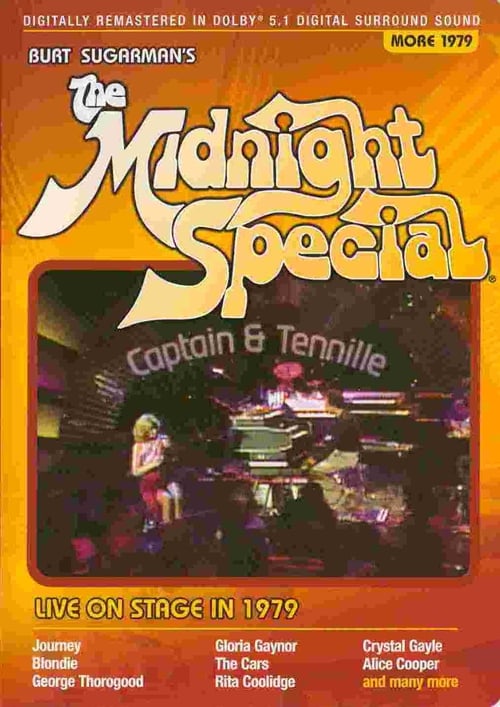 DIGITALLY REMASTERED IN DOLBY® 5.1 DIGITAL SURROUND SOUND
MORE 1979
BURT SUGARMAN'S
The
Midnight
Special®
Captain & Tennille
LIVE ON STAGE IN 1979
Journey
Blondie
George Thorogood
Gloria Gaynor
The Cars
Rita Coolidge
Crystal Gayle
Alice Cooper
and many more